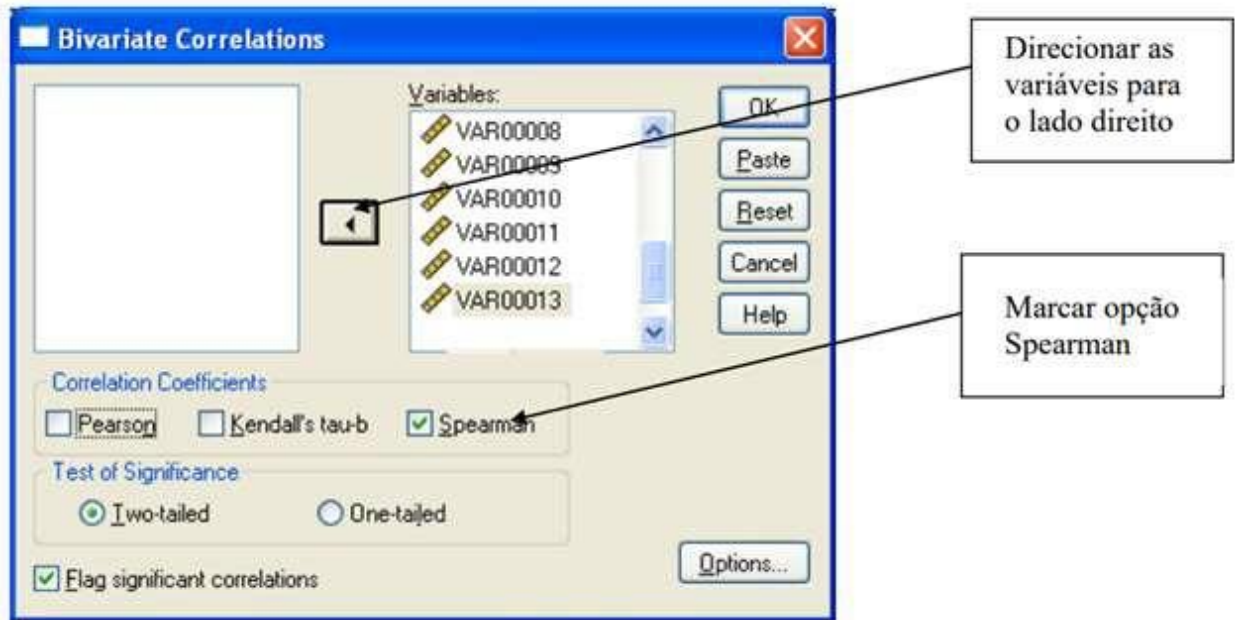 Bivariate Correlations
Variables:
VAR00008
VAR00009
VAR00010
VAR00011
VAR00012
VAR00013
OK
Paste
Reset
Cancel
Help
Correlation Coefficients
Pearson
Kendall's tau-b
Spearman
Test of Significance
Two-tailed
One-tailed
Flag significant correlations
Options...
Direcionar as
variáveis para
o lado direito
Marcar opção
Spearman